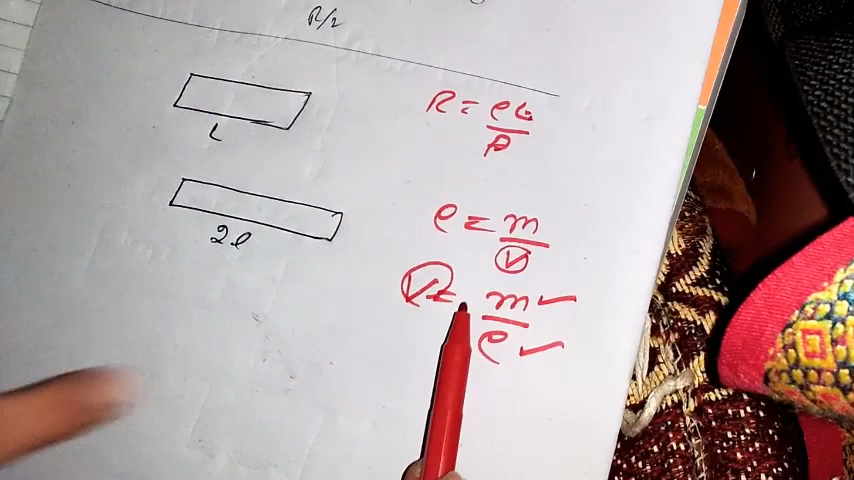 R/2
L
2l
R = ρL/A
ρ = m/V
V = m/ρ